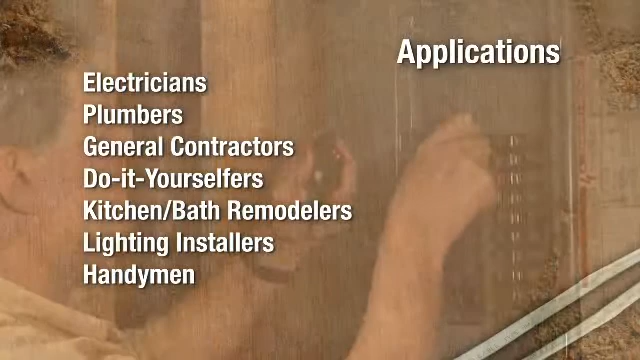 Applications
Electricians
Plumbers
General Contractors
Do-it-Yourselfers
Kitchen/Bath Remodelers
Lighting Installers
Handymen